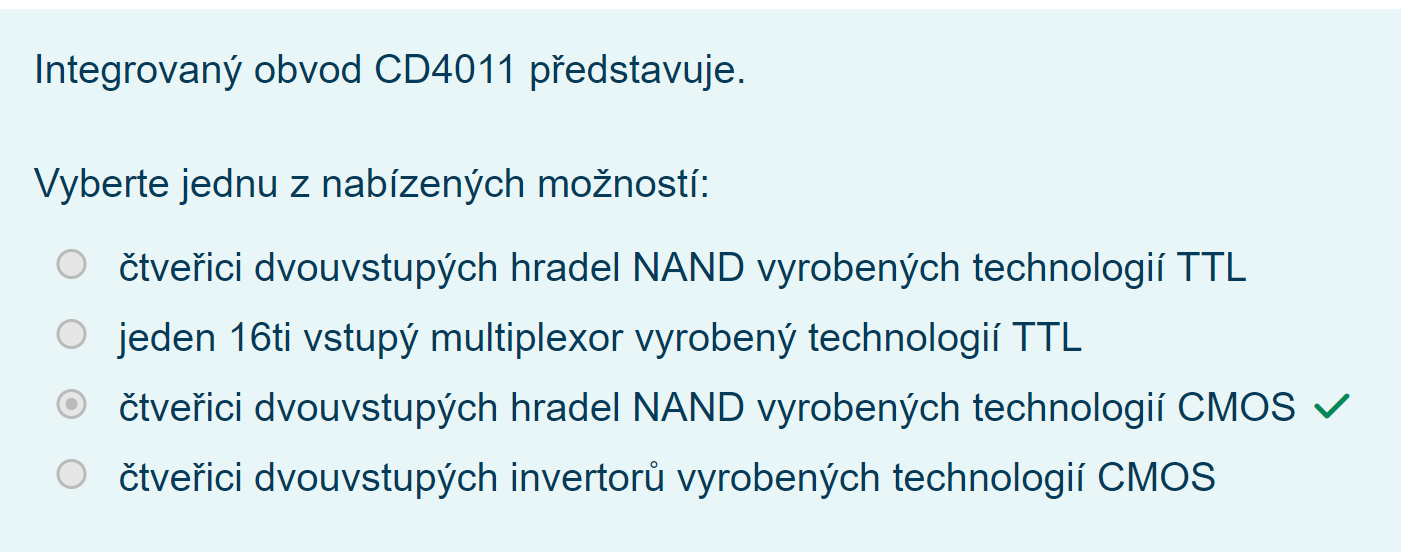 Integrovaný obvod CD4011 představuje.
Vyberte jednu z nabízených možností:
čtveřici dvouvstupých hradel NAND vyrobených technologií TTL
jeden 16ti vstupý multiplexor vyrobený technologií TTL
čtveřici dvouvstupých hradel NAND vyrobených technologií CMOS
čtveřici dvouvstupých invertorů vyrobených technologií CMOS